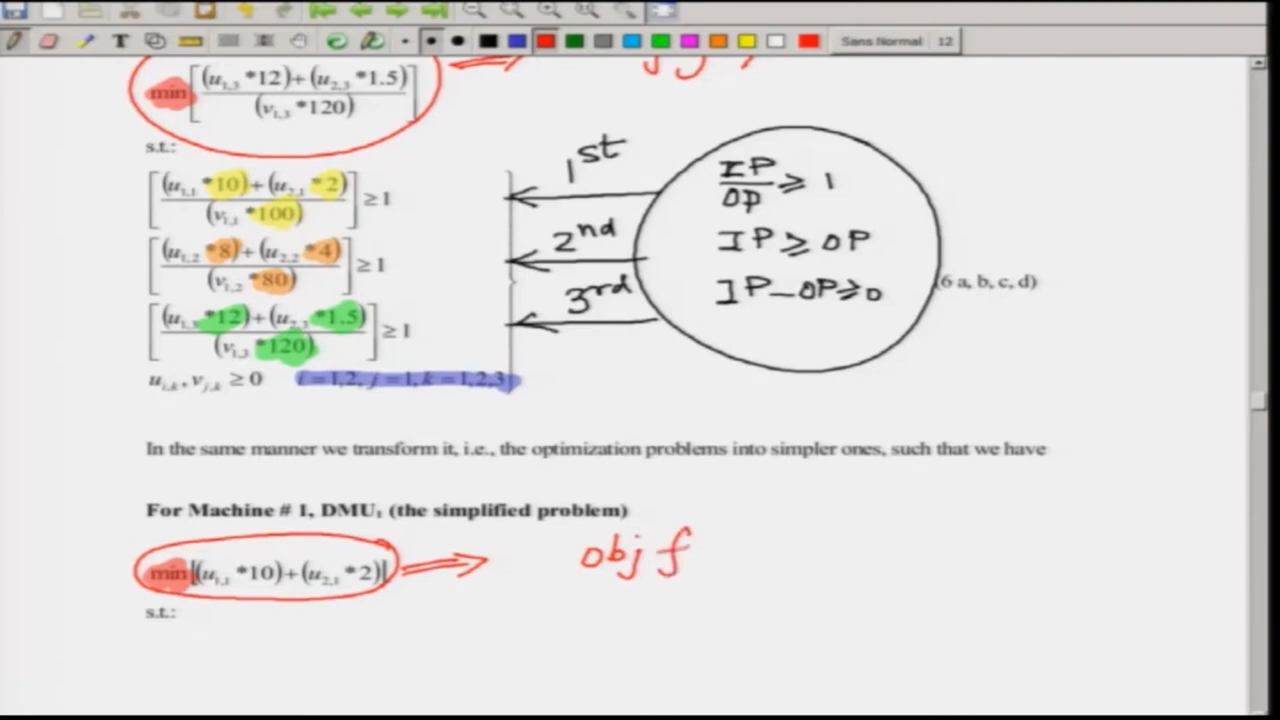 Sans Normal 12
min [ (u1,3 *12)+(u2,3 *1.5) / (v1,3 *120) ]
s.t.:
[ (u1,1 *10)+(u2,1 *2) / (v1,1 *100) ] ≥ 1
[ (u1,2 *8)+(u2,2 *4) / (v1,2 *80) ] ≥ 1
[ (u1,3 *12)+(u2,3 *1.5) / (v1,3 *120) ] ≥ 1
ui,k, vj,k ≥ 0 i = 1,2, j = 1, k = 1,2,3
1st
2nd
3rd
IP/OP ≥ 1
IP ≥ OP
IP - OP ≥ 0
(6 a, b, c, d)
In the same manner we transform it, i.e., the optimization problems into simpler ones, such that we have
For Machine # 1, DMU1 (the simplified problem)
min[(u1,1 *10)+(u2,1 *2)] obj f
s.t.: